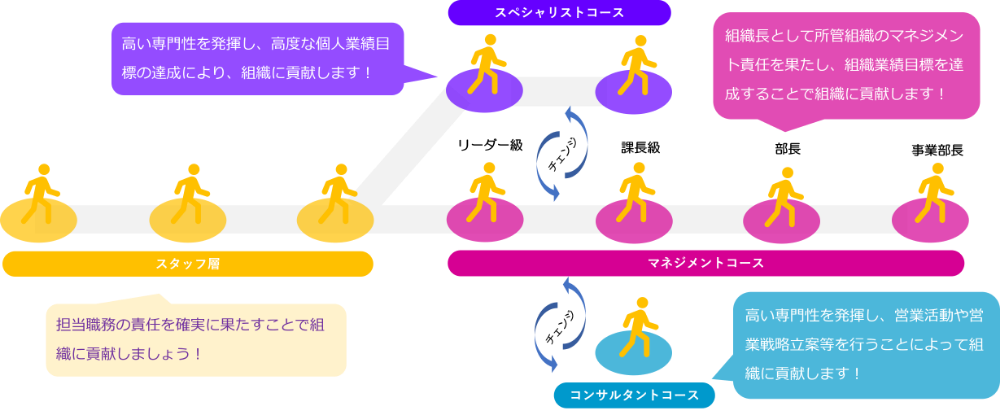 スペシャリストコース
高い専門性を発揮し、高度な個人業績目
標の達成により、組織に貢献します！
組織長として所管組織のマネジメン
ト責任を果たし、組織業績目標を達
成することで組織に貢献します！
リーダー級
チェンジ
課長級
部長
事業部長
スタッフ層
マネジメントコース
担当職務の責任を確実に果たすことで組
織に貢献しましょう！
チェンジ
高い専門性を発揮し、営業活動や営
業戦略立案等を行うことによって組
織に貢献します！
コンサルタントコース